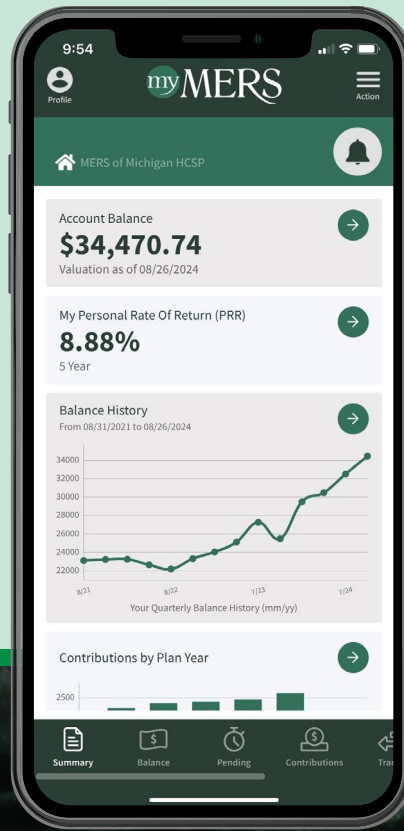 9:54
Profile
myMERS
Action
MERS of Michigan HCSP
Account Balance
$34,470.74
Valuation as of 08/26/2024
My Personal Rate Of Return (PRR)
8.88%
5 Year
Balance History
From 08/31/2021 to 08/26/2024
34000
32000
30000
28000
26000
24000
22000
8/21
8/22
7/23
7/24
Your Quarterly Balance History (mm/yy)
Contributions by Plan Year
2500
Summary
Balance
Pending
Contributions
Tra